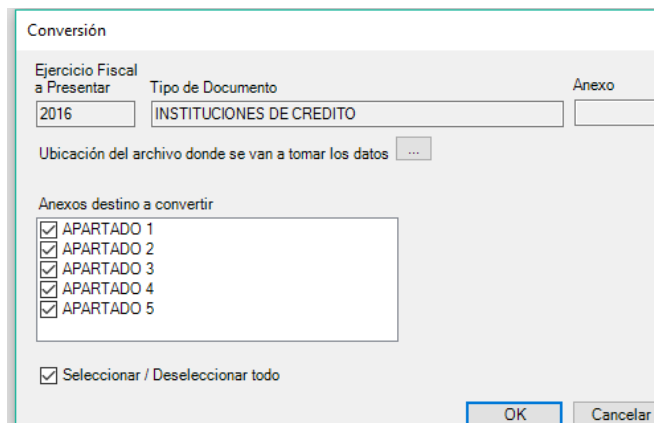 Conversión
Ejercicio Fiscal
a Presentar
Tipo de Documento
Anexo
2016
INSTITUCIONES DE CREDITO
Ubicación del archivo donde se van a tomar los datos ...
Anexos destino a convertir
APARTADO 1
APARTADO 2
APARTADO 3
APARTADO 4
APARTADO 5
Seleccionar / Deseleccionar todo
OK Cancelar